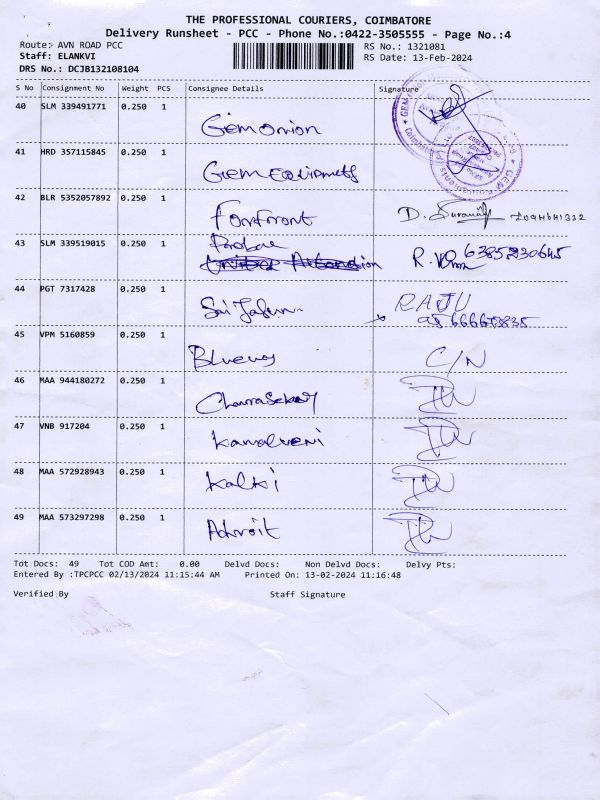 THE PROFESSIONAL COURIERS, COIMBATORE
Delivery Runsheet - PCC - Phone No.:0422-3505555 - Page No.:4
Route: AVN ROAD PCC
RS No.: 1321081
Staff: ELANKVI
RS Date: 13-Feb-2024
DRS No.: DCJB132108104
S No Consignment No Weight PCS Consignee Details Signature
40 SLM 339491771 0.250 1
Gem onion
41 HRD 357115845 0.250 1
Gem Equipments
42 BLR 5352057892 0.250 1
Forefront D.
43 SLM 339519015 0.250 1
R.
44 PGT 7317428 0.250 1
Sai RAJU
45 VPM 5160859 0.250 1
C/N
46 MAA 944180272 0.250 1
47 VNB 917204 0.250 1
Kamalveni
48 MAA 572928943 0.250 1
Kalki
49 MAA 573297298 0.250 1
Adroit
Tot Docs: 49 Tot COD Amt: 0.00 Delvd Docs: Non Delvd Docs: Delvy Pts:
Entered By :TPCPCC 02/13/2024 11:15:44 AM Printed On: 13-02-2024 11:16:48
Verified By Staff Signature